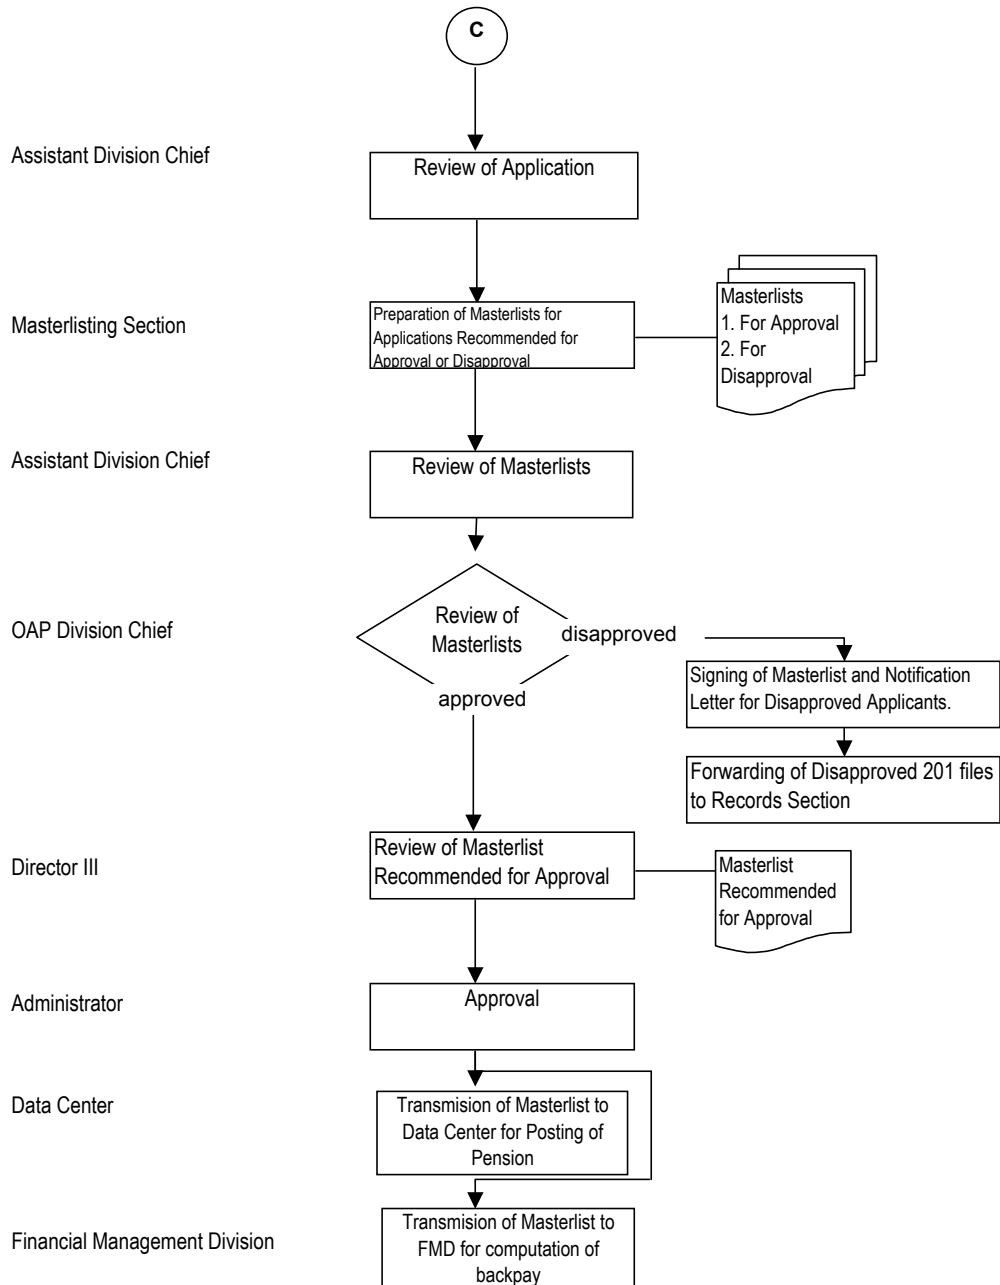 C
Assistant Division Chief
Review of Application
Masterlisting Section
Preparation of Masterlists for
Applications Recommended for
Approval or Disapproval
Masterlists
1. For Approval
2. For
Disapproval
Assistant Division Chief
Review of Masterlists
OAP Division Chief
Review of
Masterlists
disapproved
approved
Signing of Masterlist and Notification
Letter for Disapproved Applicants.
Forwarding of Disapproved 201 files
to Records Section
Director III
Review of Masterlist
Recommended for Approval
Masterlist
Recommended
for Approval
Administrator
Approval
Data Center
Transmision of Masterlist to
Data Center for Posting of
Pension
Financial Management Division
Transmision of Masterlist to
FMD for computation of
backpay